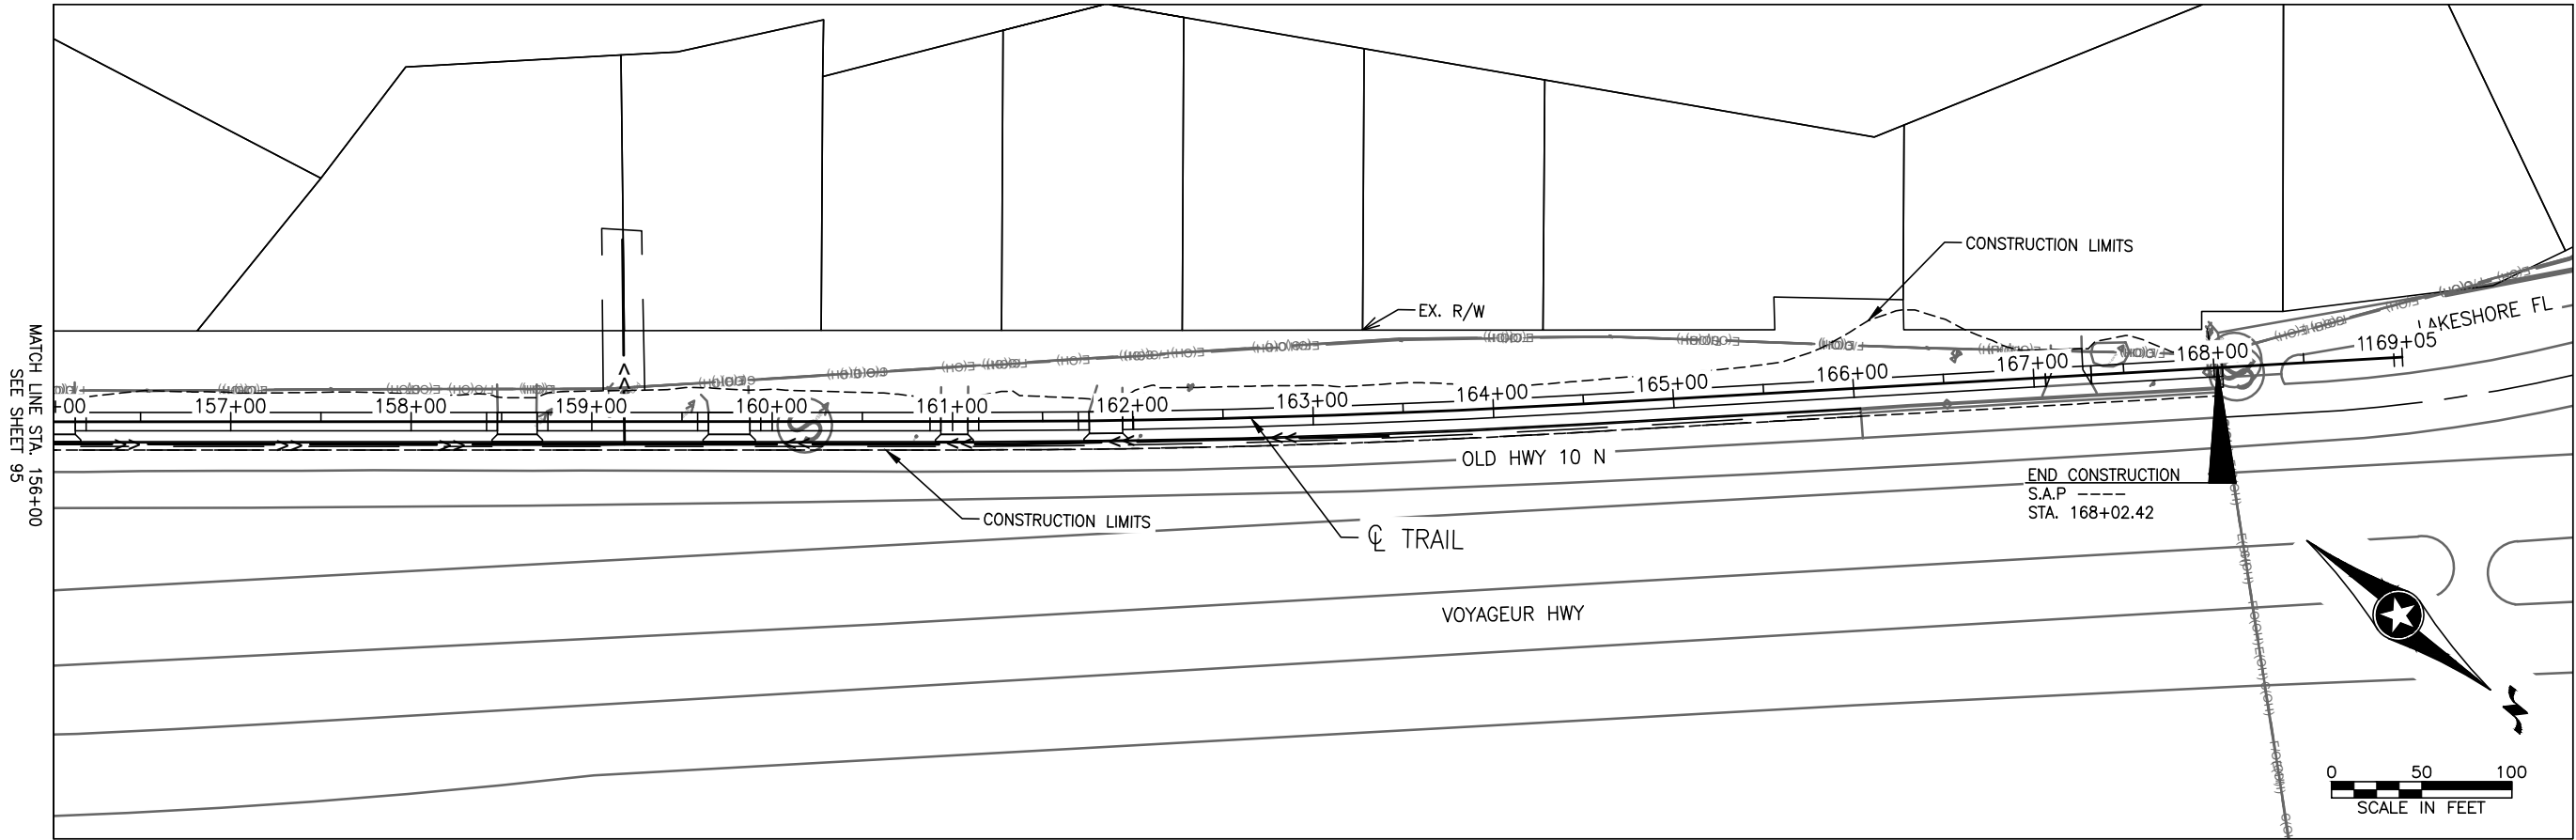 CONSTRUCTION LIMITS
EX. R/W
LAKESHORE FL
MATCH LINE STA. 156+00
SEE SHEET 95
+00
157+00
158+00
159+00
160+00
161+00
162+00
163+00
164+00
165+00
166+00
167+00
168+00
1169+05
OLD HWY 10 N
END CONSTRUCTION
S.A.P ----
STA. 168+02.42
CONSTRUCTION LIMITS
℄ TRAIL
VOYAGEUR HWY
N
0 50 100
SCALE IN FEET